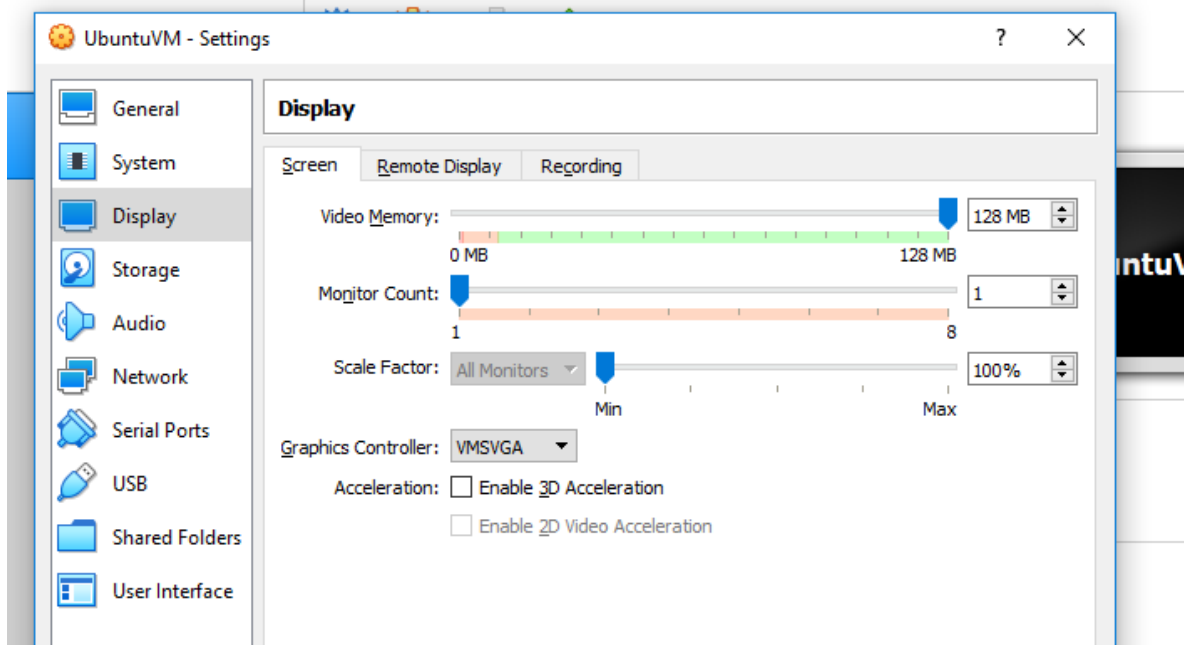 UbuntuVM - Settings
?
General
System
Display
Storage
Audio
Network
Serial Ports
USB
Shared Folders
User Interface
Display
Screen Remote Display Recording
Video Memory: 128 MB
0 MB 128 MB
Monitor Count: 1
1 8
Scale Factor: All Monitors 100%
Min Max
Graphics Controller: VMSVGA
Acceleration: Enable 3D Acceleration
Enable 2D Video Acceleration